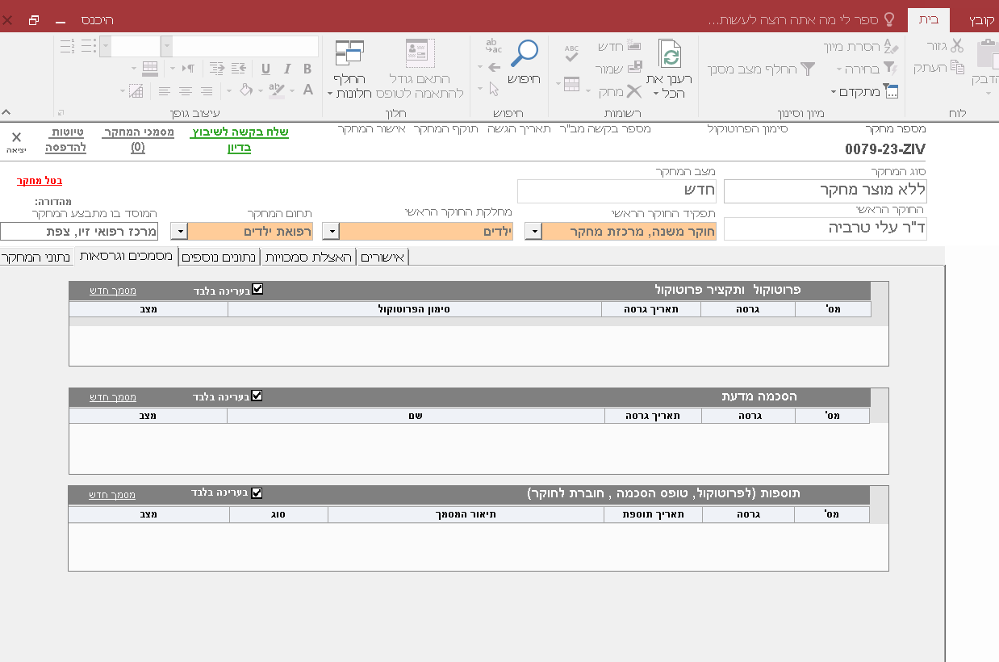 קובץ בית ספר לי מה אתה רוצה לעשות... היכנס
הדבק גזור העתק
לוח
הסרת מיון בחירה מתקדם החלף מצב מסנן
מיון וסינון
רענן את הכל חדש שמור מחק ABC
רשומות
חיפוש ab ac
חיפוש
התאם גודל להתאמה לטופס החלף חלונות
חלון
B I U
A ab
עיצוב גופן
מספר מחקר סימון הפרוטוקול מספר בקשה מב"ר תאריך הגשה תוקף המחקר אישור המחקר
0079-23-ZIV
שלח בקשה לשיבוץ בדיון
מסמכי המחקר (0)
טיוטות להדפסה
יציאה
בטל מחקר
מהדורה:
סוג המחקר מצב המחקר
ללא מוצר מחקר חדש
החוקר הראשי תפקיד החוקר הראשי מחלקת החוקר הראשי תחום המחקר המוסד בו מתבצע המחקר
ד"ר עלי טרביה חוקר משנה, מרכזת מחקר ילדים רפואת ילדים מרכז רפואי זיו, צפת
אישורים האצלת סמכויות נתונים נוספים מסמכים וגרסאות נתוני המחקר
פרוטוקול ותקציר פרוטוקול בעריכה בלבד מסמך חדש
מס' גרסה תאריך גרסה סימון הפרוטוקול מצב
הסכמה מדעת בעריכה בלבד מסמך חדש
מס' גרסה תאריך גרסה שם מצב
תוספות (לפרוטוקול, טופס הסכמה , חוברת לחוקר) בעריכה בלבד מסמך חדש
מס' גרסה תאריך תוספת תיאור המסמך סוג מצב